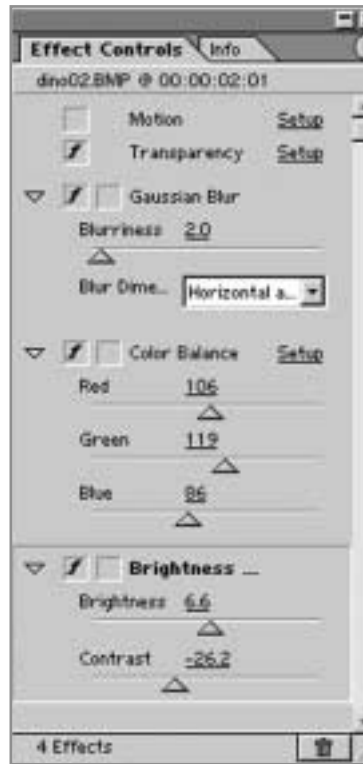 Effect Controls Info
dino02.BMP @ 00:00:02:01
Motion Setup
Transparency Setup
Gaussian Blur
Blurriness 2.0
Blur Dime... Horizontal a...
Color Balance Setup
Red 106
Green 119
Blue 86
Brightness ...
Brightness 6.6
Contrast -26.2
4 Effects